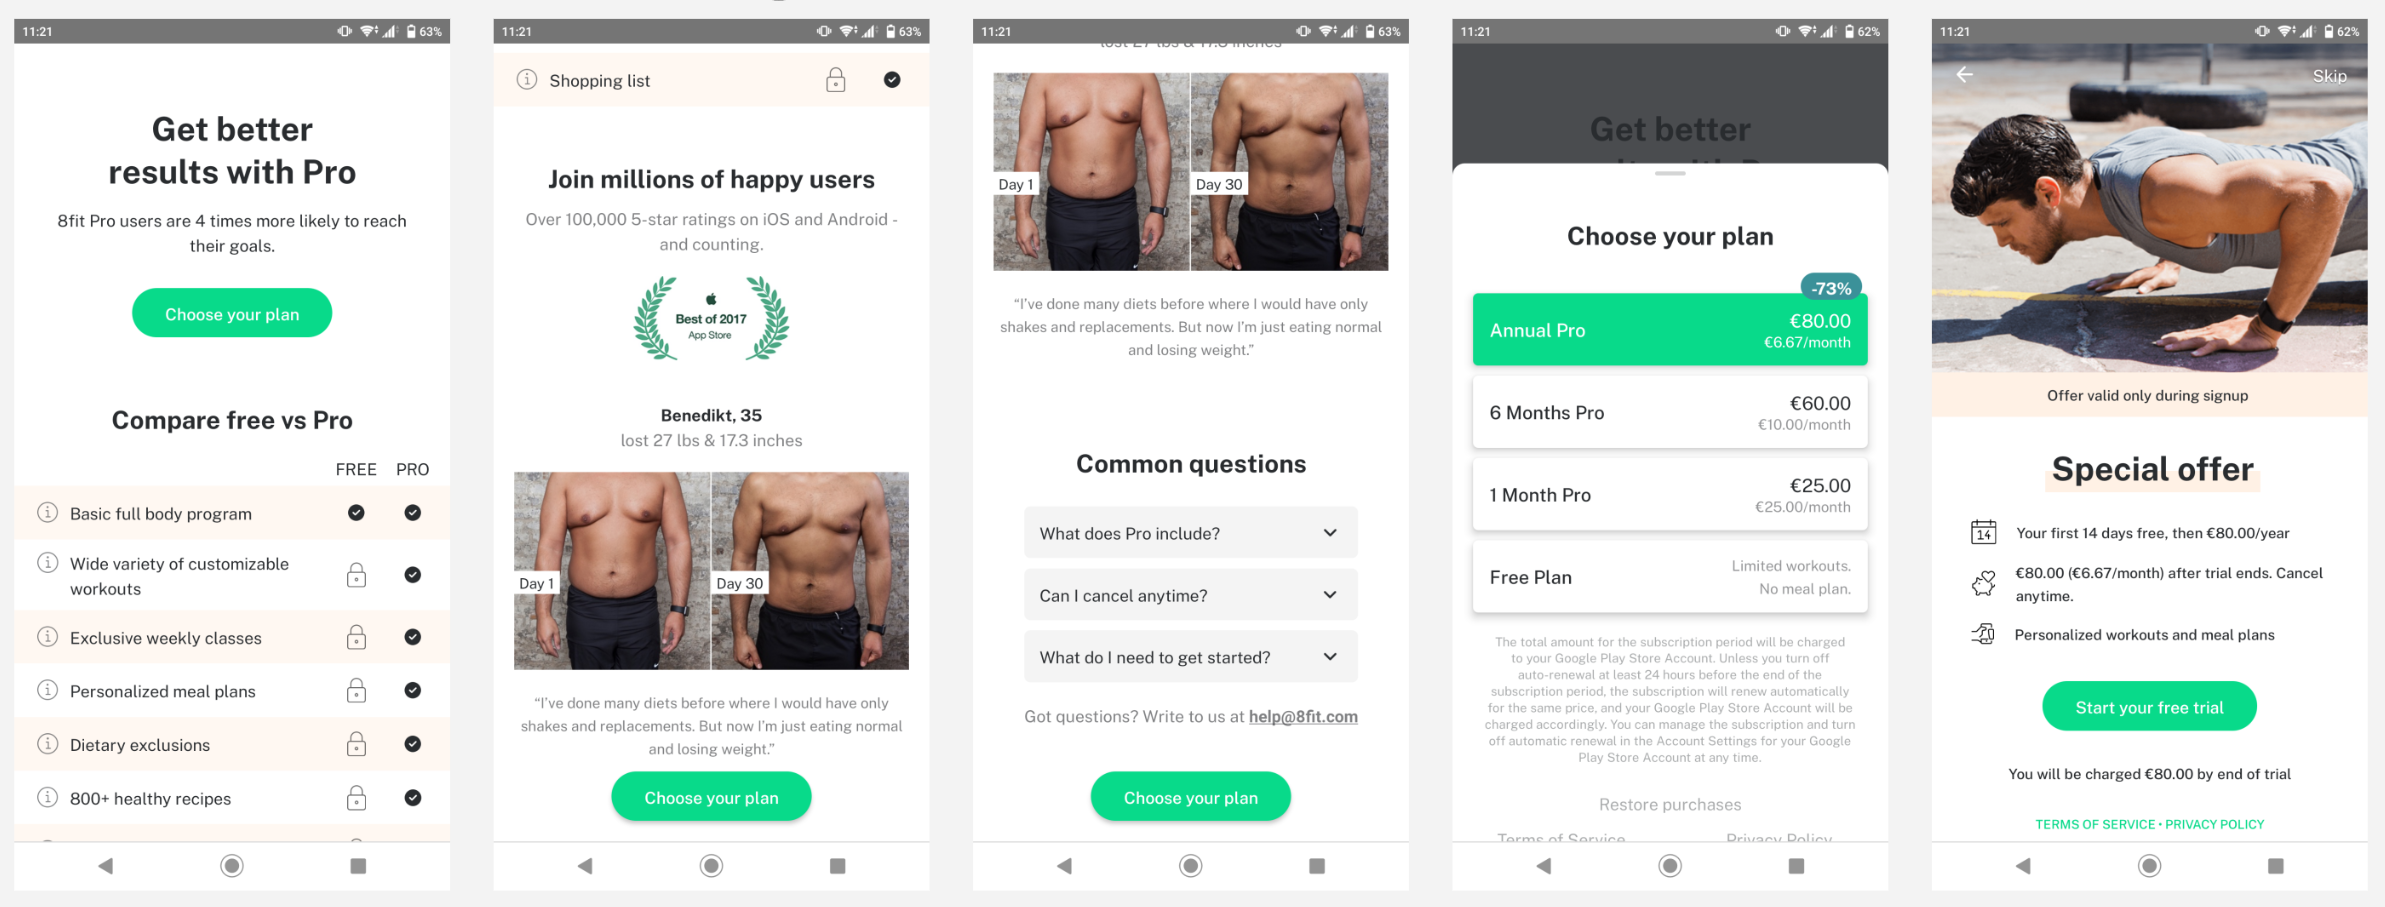 11:21
63%
Get better
results with Pro
8fit Pro users are 4 times more likely to reach
their goals.
Choose your plan
Compare free vs Pro
FREE PRO
Basic full body program
Wide variety of customizable
workouts
Exclusive weekly classes
Personalized meal plans
Dietary exclusions
800+ healthy recipes
11:21
63%
Shopping list
Join millions of happy users
Over 100,000 5-star ratings on iOS and Android -
and counting.
Best of 2017
App Store
Benedikt, 35
lost 27 lbs & 17.3 inches
Day 1
Day 30
“I’ve done many diets before where I would have only
shakes and replacements. But now I’m just eating normal
and losing weight.”
Choose your plan
11:21
63%
lost 27 lbs & 17.3 inches
Day 1
Day 30
“I’ve done many diets before where I would have only
shakes and replacements. But now I’m just eating normal
and losing weight.”
Common questions
What does Pro include?
Can I cancel anytime?
What do I need to get started?
Got questions? Write to us at help@8fit.com
Choose your plan
11:21
62%
Get better
Choose your plan
-73%
Annual Pro
€80.00
€6.67/month
6 Months Pro
€60.00
€10.00/month
1 Month Pro
€25.00
€25.00/month
Free Plan
Limited workouts.
No meal plan.
The total amount for the subscription period will be charged
to your Google Play Store Account. Unless you turn off
auto-renewal at least 24 hours before the end of the
subscription period, the subscription will renew automatically
for the same price, and your Google Play Store Account will be
charged accordingly. You can manage the subscription and turn
off automatic renewal in the Account Settings for your Google
Play Store Account at any time.
Restore purchases
Terms of Service
Privacy Policy
11:21
62%
Skip
Offer valid only during signup
Special offer
14
Your first 14 days free, then €80.00/year
€80.00 (€6.67/month) after trial ends. Cancel
anytime.
Personalized workouts and meal plans
Start your free trial
You will be charged €80.00 by end of trial
TERMS OF SERVICE • PRIVACY POLICY